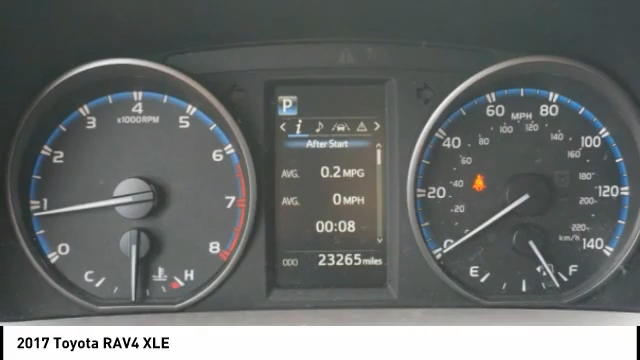 1 2 3 4 5 6 7 8 0
x1000RPM
C H
P
i
After Start
AVG. 0.2 MPG
AVG. 0 MPH
00:08
ODO 23265 miles
0 20 40 60 80 100 120 140
MPH
20 40 60 80 100 120 140 160 180 200 220
km/h
E F
2017 Toyota RAV4 XLE